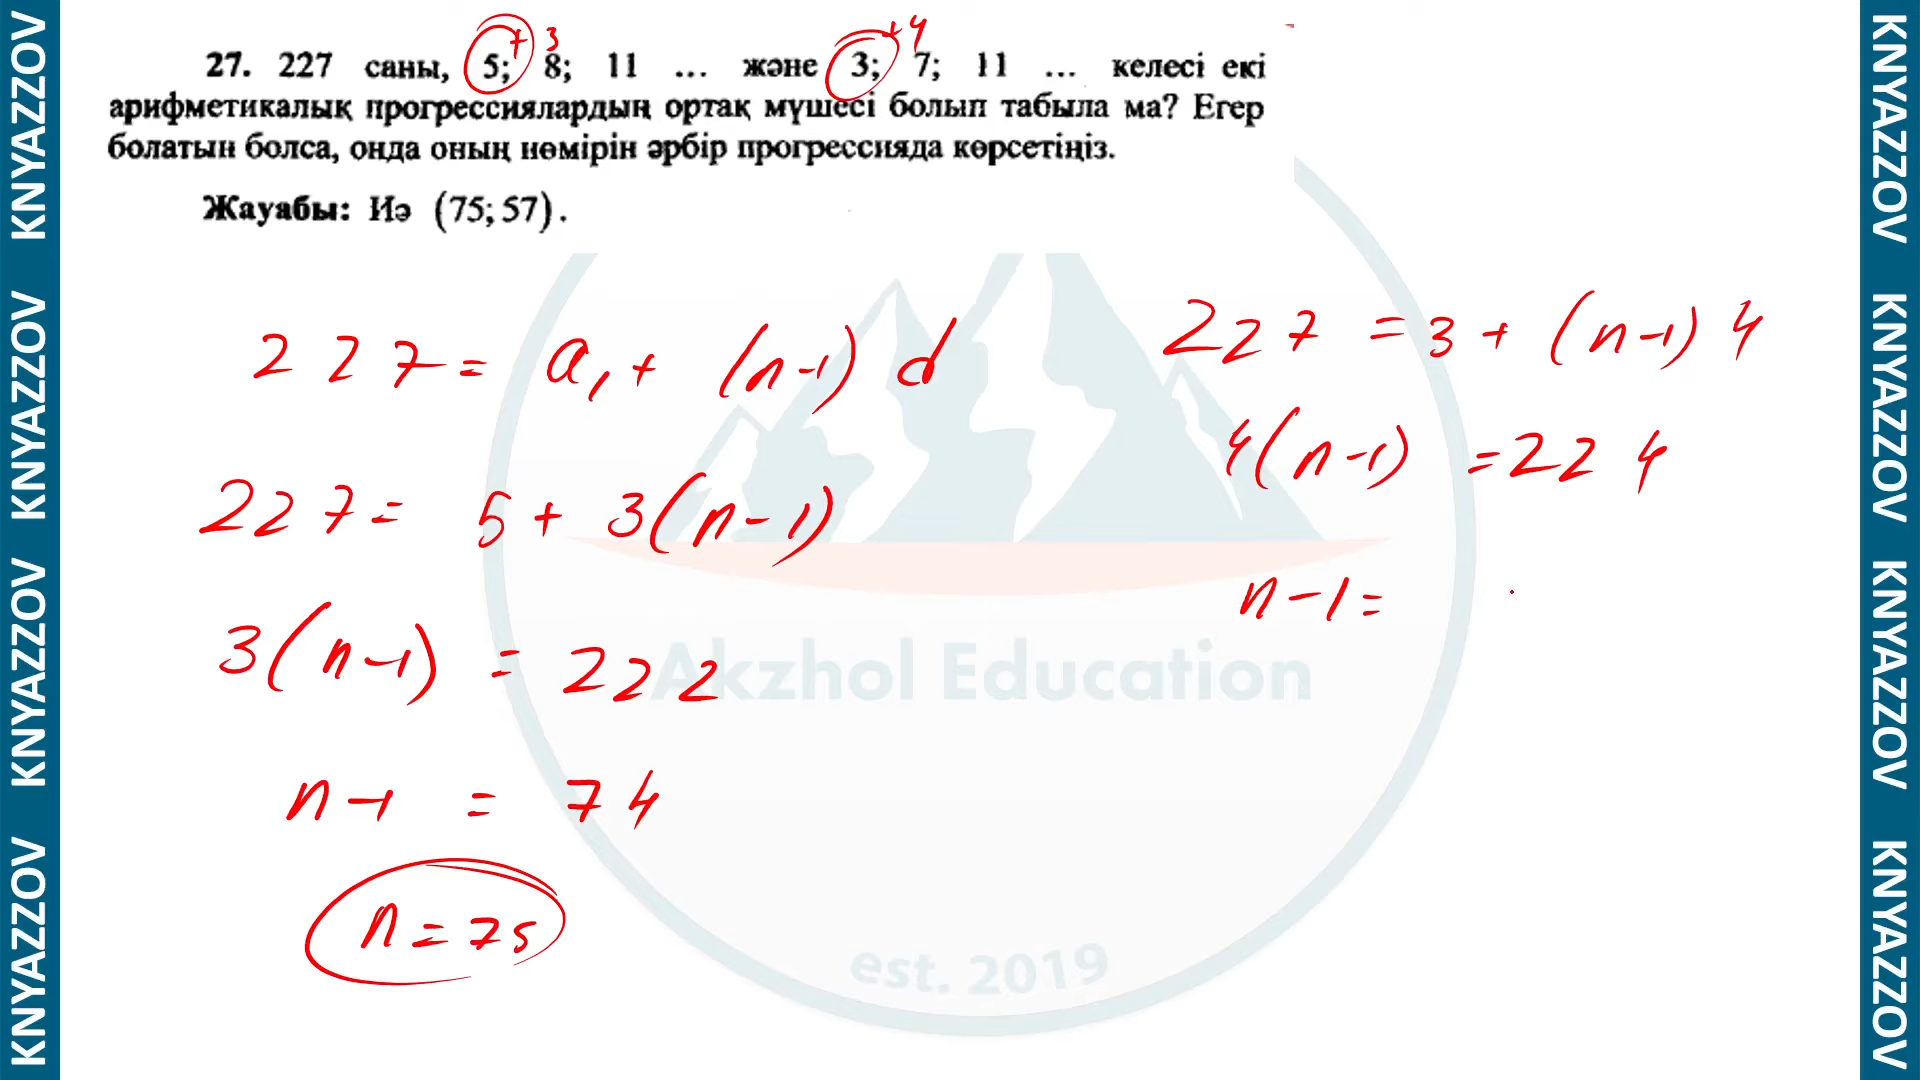 27. 227 саны, 5; 8; 11 ... және 3; 7; 11 ... келесі екі
арифметикалық прогрессиялардың ортақ мүшесі болып табыла ма? Егер
болатын болса, онда оның нөмірін әрбір прогрессияда көрсетіңіз.
Жауабы: Иә (75; 57).
+3
+4
227 = a₁ + (n-1) d
227 = 5 + 3(n-1)
3(n-1) = 222
n-1 = 74
n = 75
227 = 3 + (n-1) 4
4(n-1) = 224
n-1 =
Akzhol Education
est. 2019
KNYAZZOV
KNYAZZOV
KNYAZZOV
KNYAZZOV
KNYAZZOV
KNYAZZOV
KNYAZZOV
KNYAZZOV